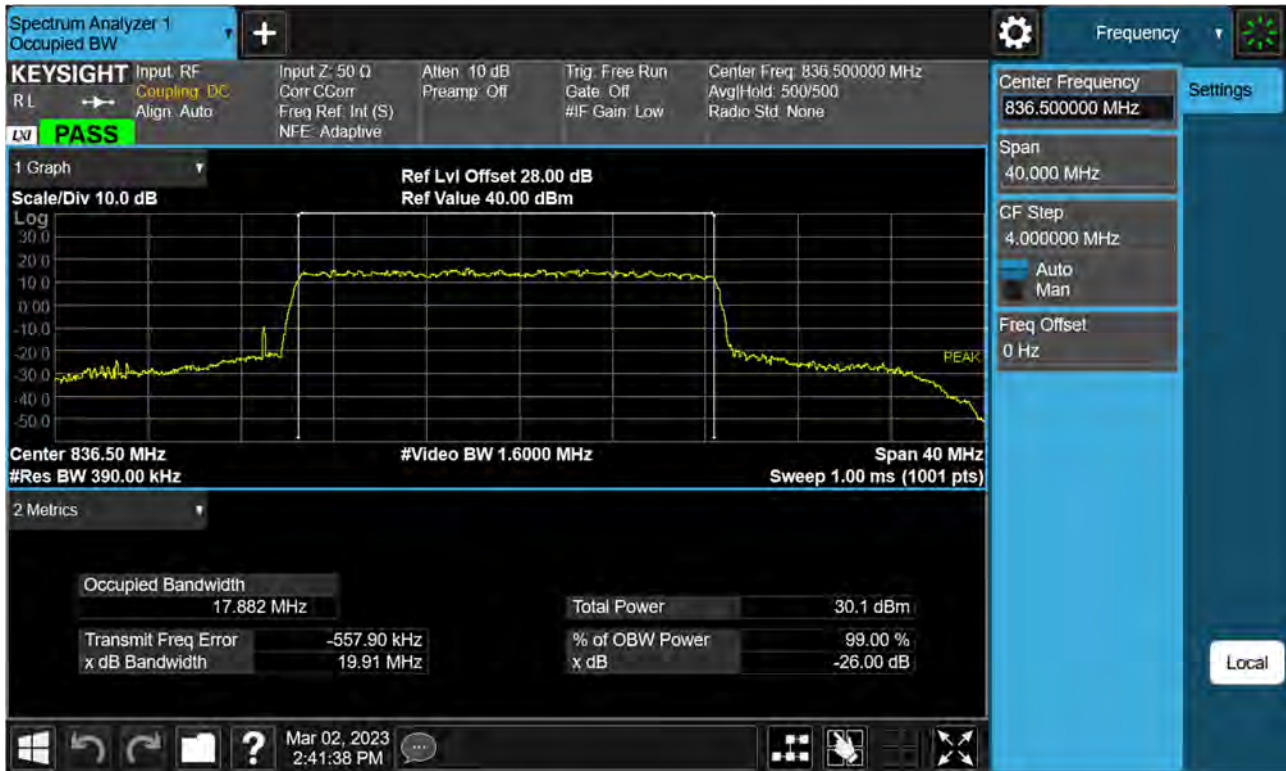 Spectrum Analyzer 1
Occupied BW
Frequency
KEYSIGHT
R L
LXI
PASS
Input: RF
Coupling: DC
Align: Auto
Input Z: 50 Ω
Corr CCorr
Freq Ref: Int (S)
NFE: Adaptive
Atten: 10 dB
Preamp: Off
Trig: Free Run
Gate: Off
#IF Gain: Low
Center Freq: 836.500000 MHz
Avg|Hold: 500/500
Radio Std: None
Center Frequency
836.500000 MHz
Settings
Span
40.000 MHz
CF Step
4.000000 MHz
Auto
Man
Freq Offset
0 Hz
Local
1 Graph
Scale/Div 10.0 dB
Ref Lvl Offset 28.00 dB
Ref Value 40.00 dBm
Log
30.0
20.0
10.0
0.00
-10.0
-20.0
-30.0
-40.0
-50.0
PEAK
Center 836.50 MHz
#Video BW 1.6000 MHz
Span 40 MHz
#Res BW 390.00 kHz
Sweep 1.00 ms (1001 pts)
2 Metrics
Occupied Bandwidth
17.882 MHz
Total Power 30.1 dBm
Transmit Freq Error -557.90 kHz
% of OBW Power 99.00 %
x dB Bandwidth 19.91 MHz
x dB -26.00 dB
?
Mar 02, 2023
2:41:38 PM